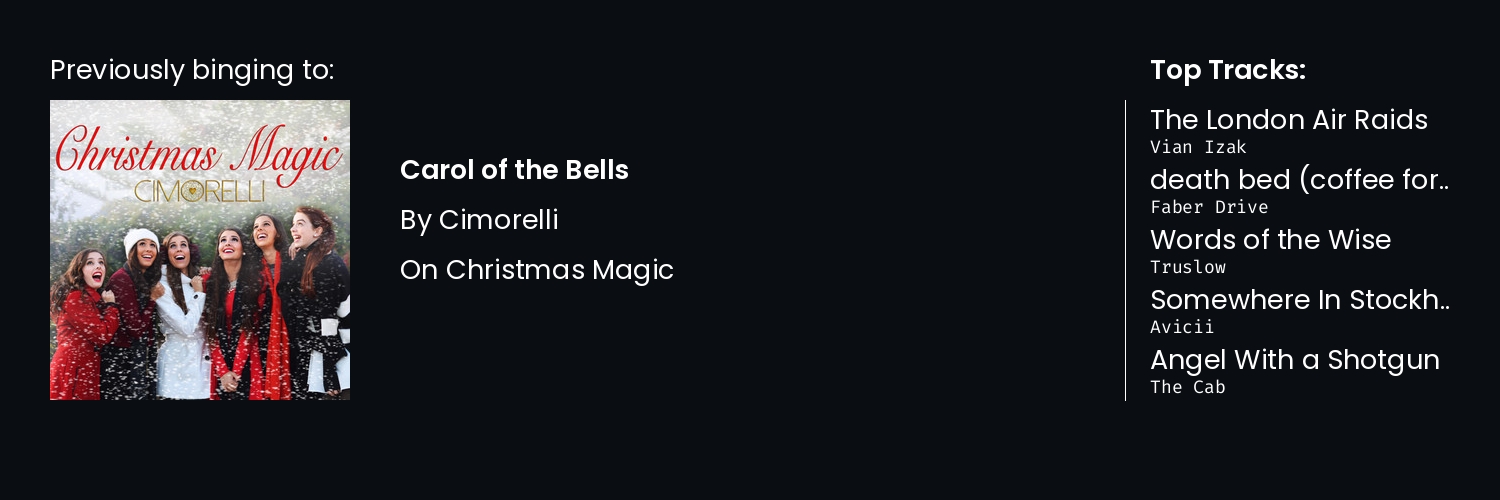 Previously binging to:
Christmas Magic
CIMORELLI
Carol of the Bells
By Cimorelli
On Christmas Magic
Top Tracks:
The London Air Raids
Vian Izak
death bed (coffee for..
Faber Drive
Words of the Wise
Truslow
Somewhere In Stockh..
Avicii
Angel With a Shotgun
The Cab